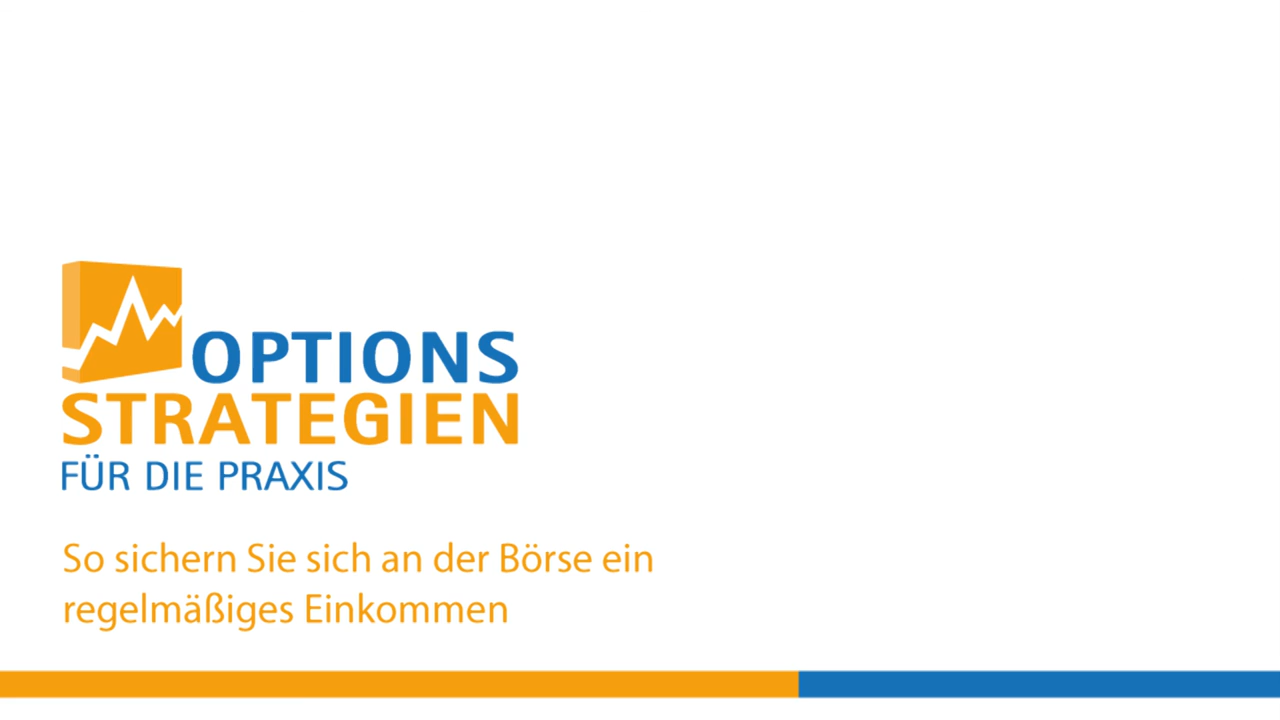 OPTIONS
STRATEGIEN
FÜR DIE PRAXIS
So sichern Sie sich an der Börse ein
regelmäßiges Einkommen